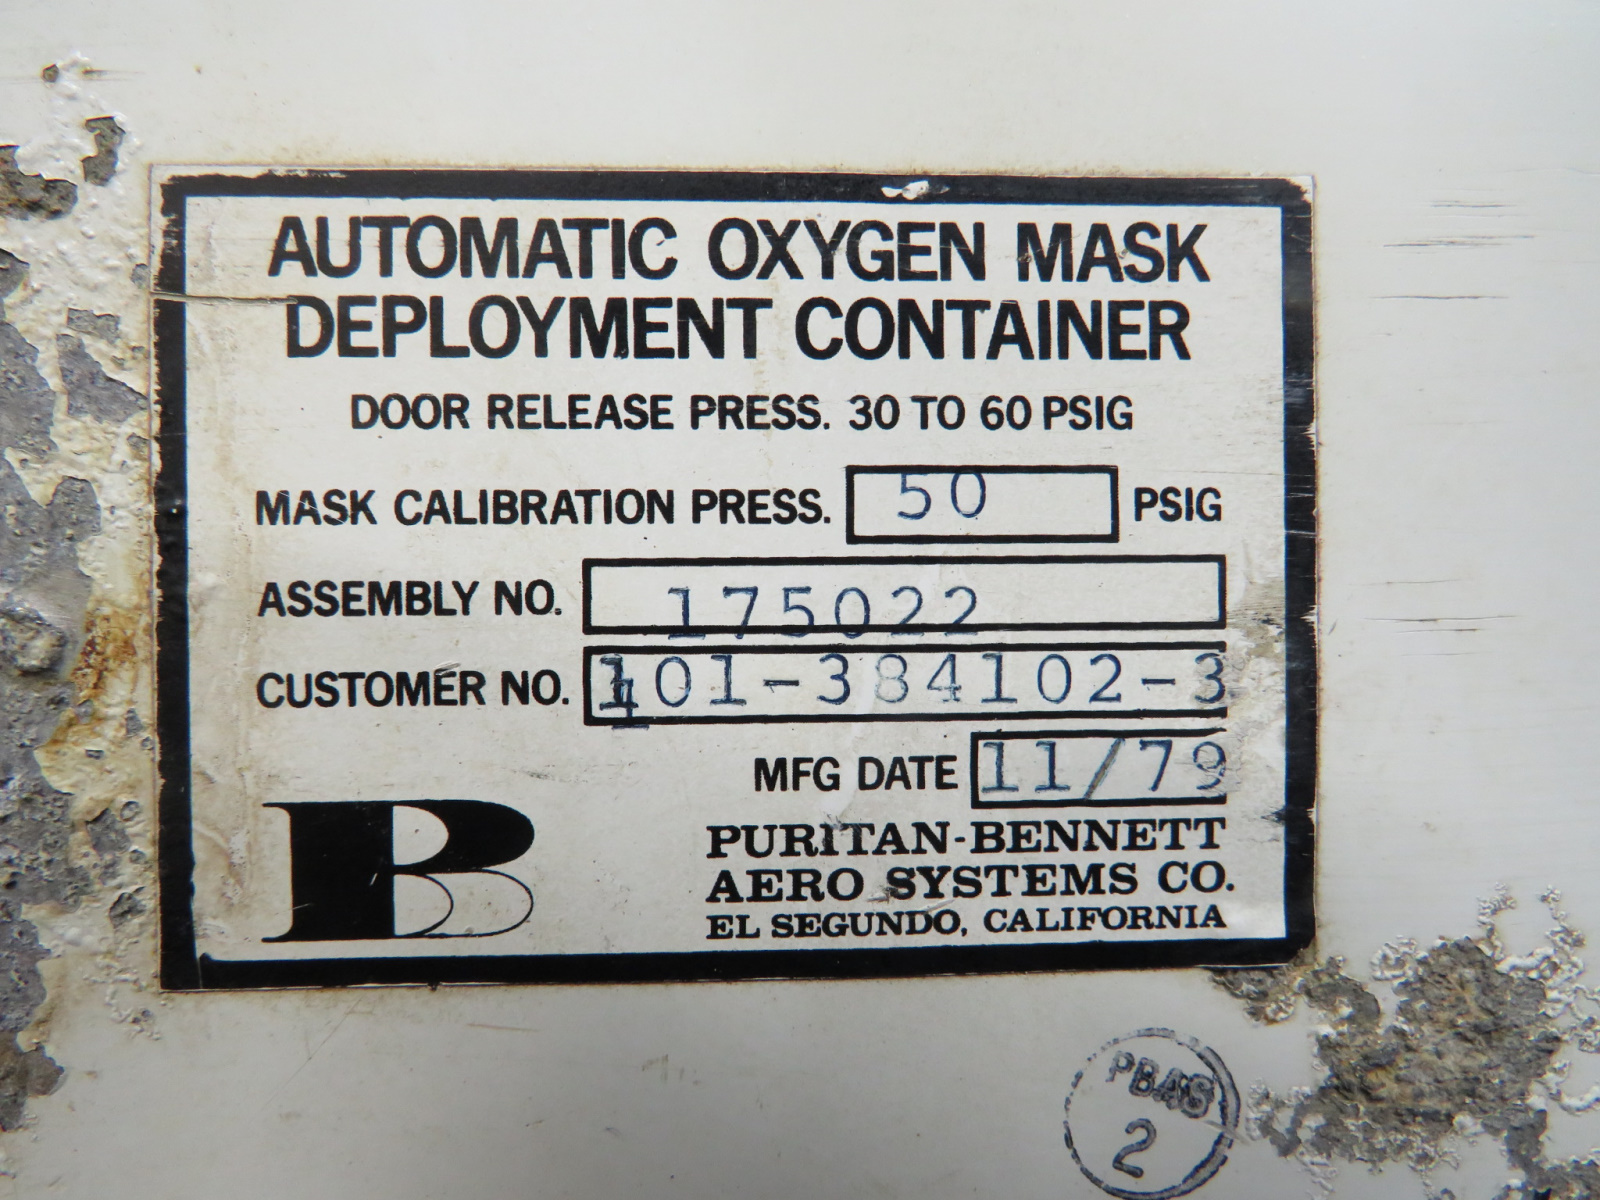 AUTOMATIC OXYGEN MASK
DEPLOYMENT CONTAINER
DOOR RELEASE PRESS. 30 TO 60 PSIG
MASK CALIBRATION PRESS. 50 PSIG
ASSEMBLY NO. 175022
CUSTOMER NO. 101-384102-3
MFG DATE 11/79
B
PURITAN-BENNETT
AERO SYSTEMS CO.
EL SEGUNDO, CALIFORNIA
2